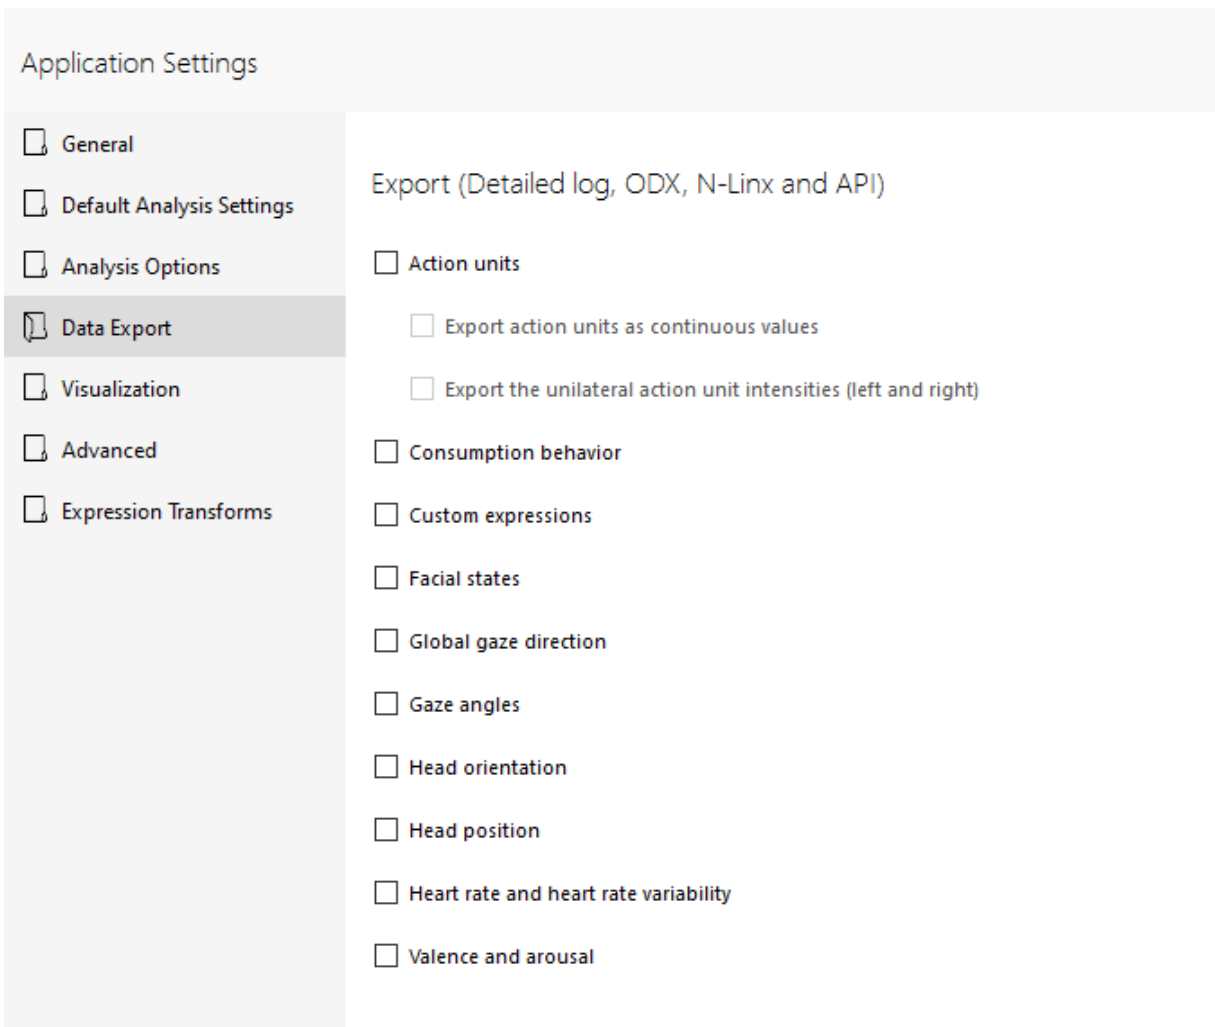 Application Settings
General
Default Analysis Settings
Analysis Options
Data Export
Visualization
Advanced
Expression Transforms
Export (Detailed log, ODX, N-Linx and API)
Action units
Export action units as continuous values
Export the unilateral action unit intensities (left and right)
Consumption behavior
Custom expressions
Facial states
Global gaze direction
Gaze angles
Head orientation
Head position
Heart rate and heart rate variability
Valence and arousal